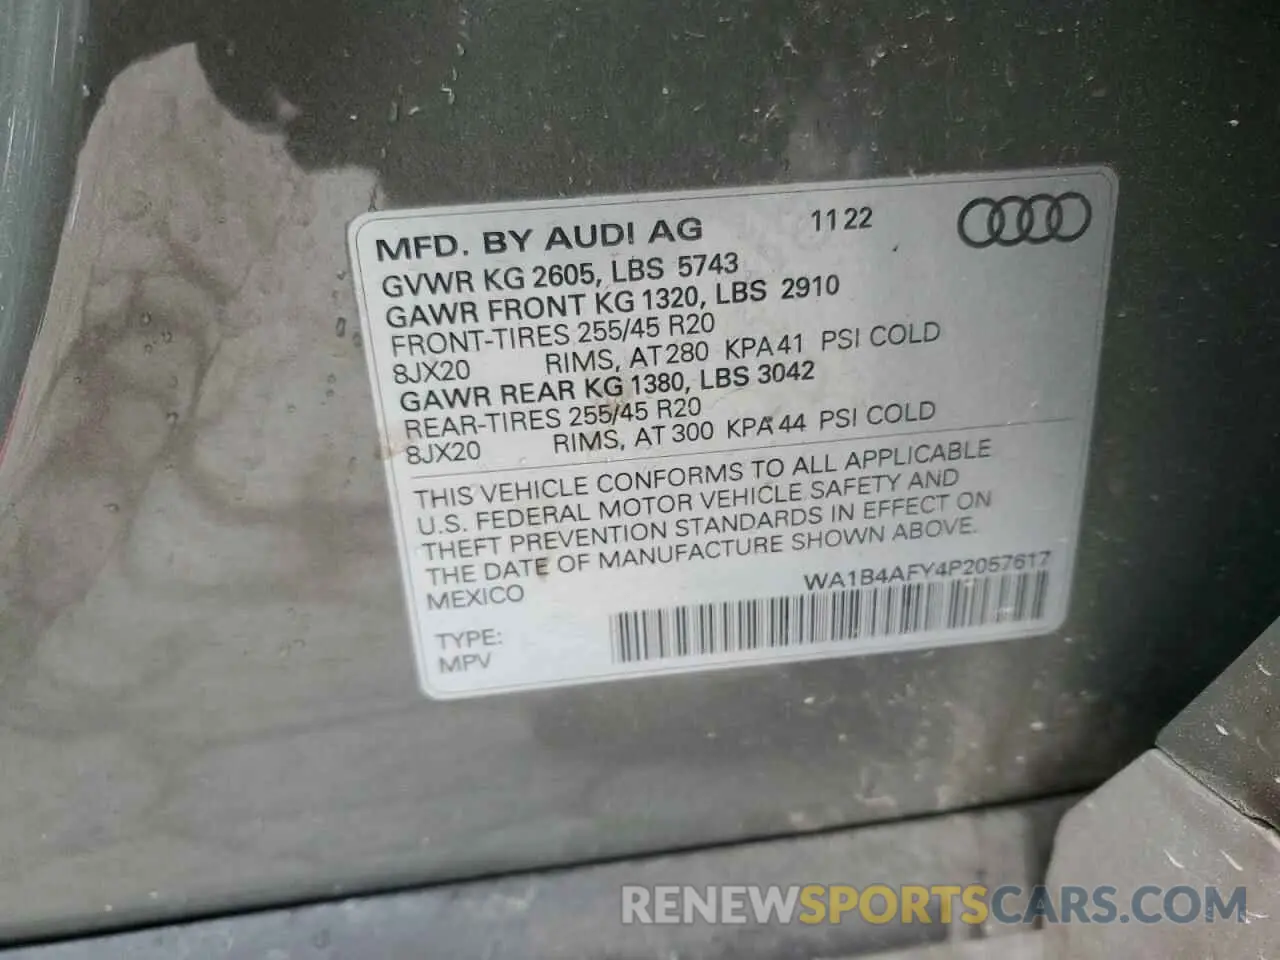 MFD. BY AUDI AG 11 22
GVWR KG 2605, LBS 5743
GAWR FRONT KG 1320, LBS 2910
FRONT-TIRES 255/45 R20
8JX20 RIMS, AT 280 KPA 41 PSI COLD
GAWR REAR KG 1380, LBS 3042
REAR-TIRES 255/45 R20
8JX20 RIMS, AT 300 KPA 44 PSI COLD
THIS VEHICLE CONFORMS TO ALL APPLICABLE
U.S. FEDERAL MOTOR VEHICLE SAFETY AND
THEFT PREVENTION STANDARDS IN EFFECT ON
THE DATE OF MANUFACTURE SHOWN ABOVE.
MEXICO WA1B4AFY4P2057617
TYPE:
MPV
RENEWSPORTSCARS.COM